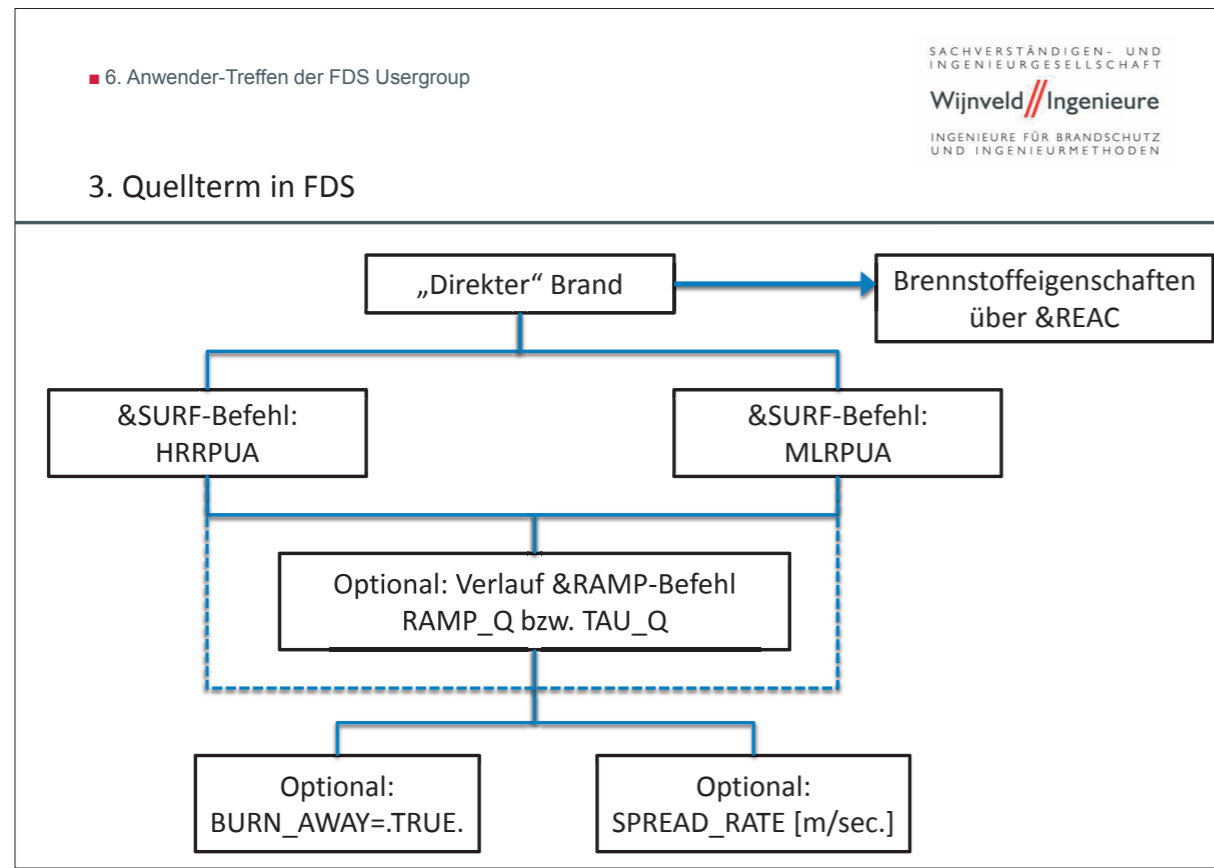 6. Anwender-Treffen der FDS Usergroup
SACHVERSTÄNDIGEN- UND
INGENIEURGESELLSCHAFT
Wijnveld//Ingenieure
INGENIEURE FÜR BRANDSCHUTZ
UND INGENIEURMETHODEN
3. Quellterm in FDS
„Direkter“ Brand
Brennstoffeigenschaften
über &REAC
&SURF-Befehl:
HRRPUA
&SURF-Befehl:
MLRPUA
Optional: Verlauf &RAMP-Befehl
RAMP_Q bzw. TAU_Q
Optional:
BURN_AWAY=.TRUE.
Optional:
SPREAD_RATE [m/sec.]